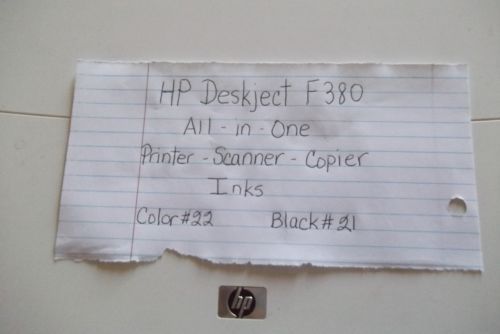 HP Deskject F380
All-in-One
Printer-Scanner-Copier
Inks
Color#22 Black#21
hp